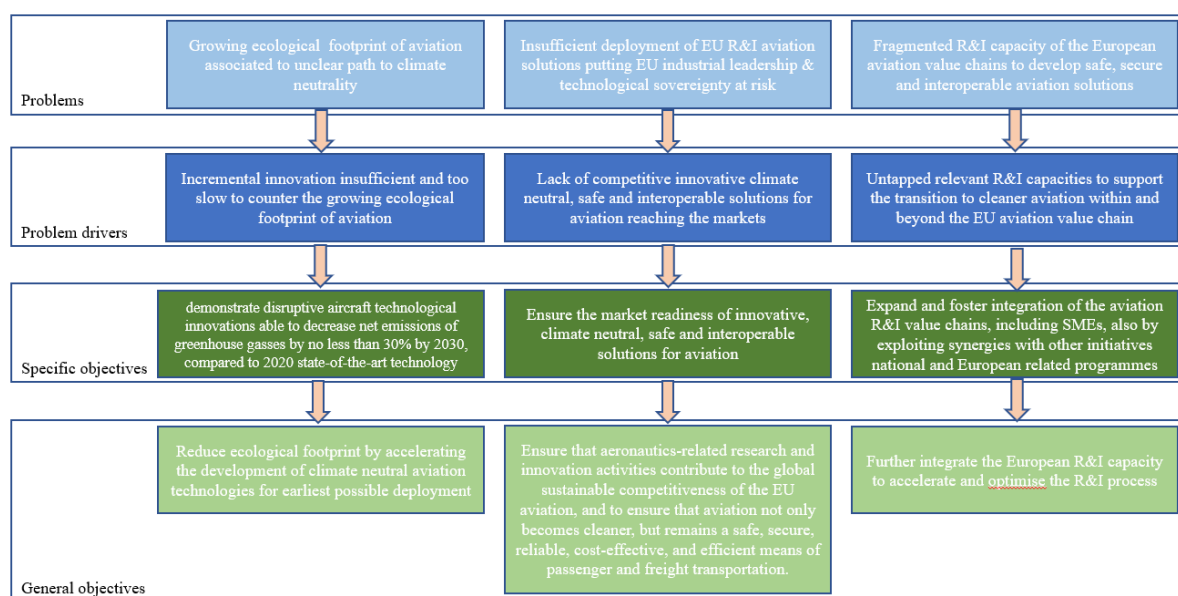 Growing ecological footprint of aviation
associated to unclear path to climate
neutrality
Insufficient deployment of EU R&I aviation
solutions putting EU industrial leadership &
technological sovereignty at risk
Fragmented R&I capacity of the European
aviation value chains to develop safe, secure
and interoperable aviation solutions
Problems
Incremental innovation insufficient and too
slow to counter the growing ecological
footprint of aviation
Lack of competitive innovative climate
neutral, safe and interoperable solutions for
aviation reaching the markets
Untapped relevant R&I capacities to support
the transition to cleaner aviation within and
beyond the EU aviation value chain
Problem drivers
demonstrate disruptive aircraft technological
innovations able to decrease net emissions of
greenhouse gasses by no less than 30% by 2030,
compared to 2020 state-of-the-art technology
Ensure the market readiness of innovative,
climate neutral, safe and interoperable
solutions for aviation
Expand and foster integration of the aviation
R&I value chains, including SMEs, also by
exploiting synergies with other initiatives
national and European related programmes
Specific objectives
Reduce ecological footprint by accelerating
the development of climate neutral aviation
technologies for earliest possible deployment
Ensure that aeronautics-related research and
innovation activities contribute to the global
sustainable competitiveness of the EU
aviation, and to ensure that aviation not only
becomes cleaner, but remains a safe, secure,
reliable, cost-effective, and efficient means of
passenger and freight transportation.
Further integrate the European R&I capacity
to accelerate and optimise the R&I process
General objectives